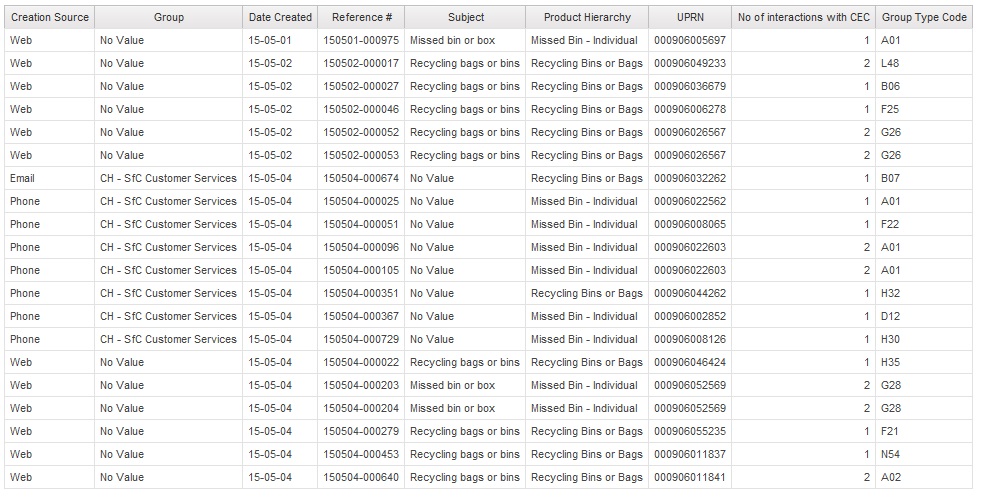 Creation Source Group Date Created Reference # Subject Product Hierarchy UPRN No of interactions with CEC Group Type Code
Web No Value 15-05-01 150501-000975 Missed bin or box Missed Bin - Individual 000906005697 1 A01
Web No Value 15-05-02 150502-000017 Recycling bags or bins Recycling Bins or Bags 000906049233 2 L48
Web No Value 15-05-02 150502-000027 Recycling bags or bins Recycling Bins or Bags 000906036679 1 B06
Web No Value 15-05-02 150502-000046 Recycling bags or bins Recycling Bins or Bags 000906006278 1 F25
Web No Value 15-05-02 150502-000052 Recycling bags or bins Recycling Bins or Bags 000906026567 2 G26
Web No Value 15-05-02 150502-000053 Recycling bags or bins Recycling Bins or Bags 000906026567 2 G26
Email CH - SfC Customer Services 15-05-04 150504-000674 No Value Recycling Bins or Bags 000906032262 1 B07
Phone CH - SfC Customer Services 15-05-04 150504-000025 No Value Missed Bin - Individual 000906022562 1 A01
Phone CH - SfC Customer Services 15-05-04 150504-000051 No Value Missed Bin - Individual 000906008065 1 F22
Phone CH - SfC Customer Services 15-05-04 150504-000096 No Value Missed Bin - Individual 000906022603 2 A01
Phone CH - SfC Customer Services 15-05-04 150504-000105 No Value Missed Bin - Individual 000906022603 2 A01
Phone CH - SfC Customer Services 15-05-04 150504-000351 No Value Recycling Bins or Bags 000906044262 1 H32
Phone CH - SfC Customer Services 15-05-04 150504-000367 No Value Missed Bin - Individual 000906002852 1 D12
Phone CH - SfC Customer Services 15-05-04 150504-000729 No Value Missed Bin - Individual 000906008126 1 H30
Web No Value 15-05-04 150504-000022 Recycling bags or bins Recycling Bins or Bags 000906046424 1 H35
Web No Value 15-05-04 150504-000203 Missed bin or box Missed Bin - Individual 000906052569 2 G28
Web No Value 15-05-04 150504-000204 Missed bin or box Missed Bin - Individual 000906052569 2 G28
Web No Value 15-05-04 150504-000279 Recycling bags or bins Recycling Bins or Bags 000906055235 1 F21
Web No Value 15-05-04 150504-000453 Recycling bags or bins Recycling Bins or Bags 000906011837 1 N54
Web No Value 15-05-04 150504-000640 Recycling bags or bins Recycling Bins or Bags 000906011841 2 A02